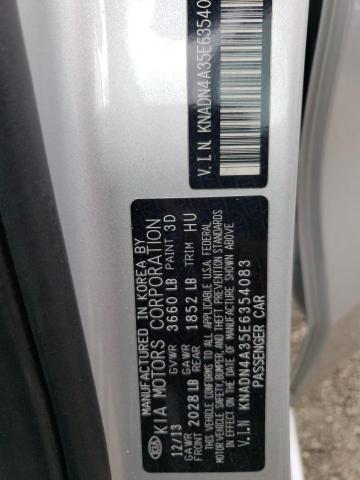 MANUFACTURED IN KOREA BY
KIA KIA MOTORS CORPORATION
12/13 GVWR 3660 LB PAINT 3D
GAWR FRONT 2028 LB GAWR REAR 1852 LB TRIM HU
THIS VEHICLE CONFORMS TO ALL APPLICABLE U.S.A. FEDERAL
MOTOR VEHICLE SAFETY, BUMPER, AND THEFT PREVENTION STANDARDS
IN EFFECT ON THE DATE OF MANUFACTURE SHOWN ABOVE
V.I.N KNADN4A35E6354083
PASSENGER CAR
V.I.N KNADN4A35E63540